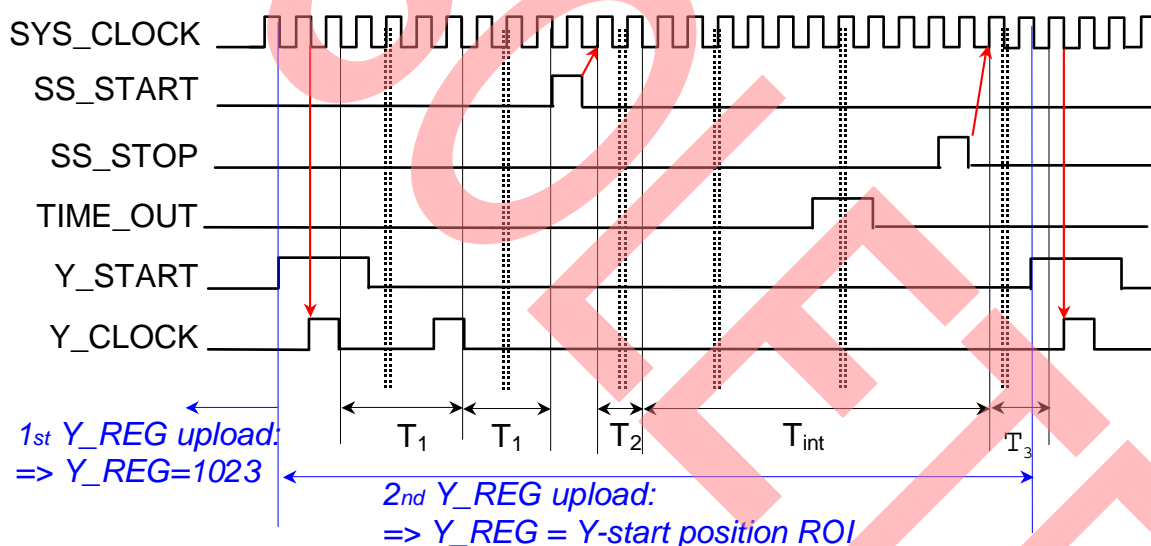 SYS_CLOCK
SS_START
SS_STOP
TIME_OUT
Y_START
Y_CLOCK
T1 T1 T2 Tint T3
1st Y_REG upload:
=> Y_REG=1023
2nd Y_REG upload:
=> Y_REG = Y-start position ROI